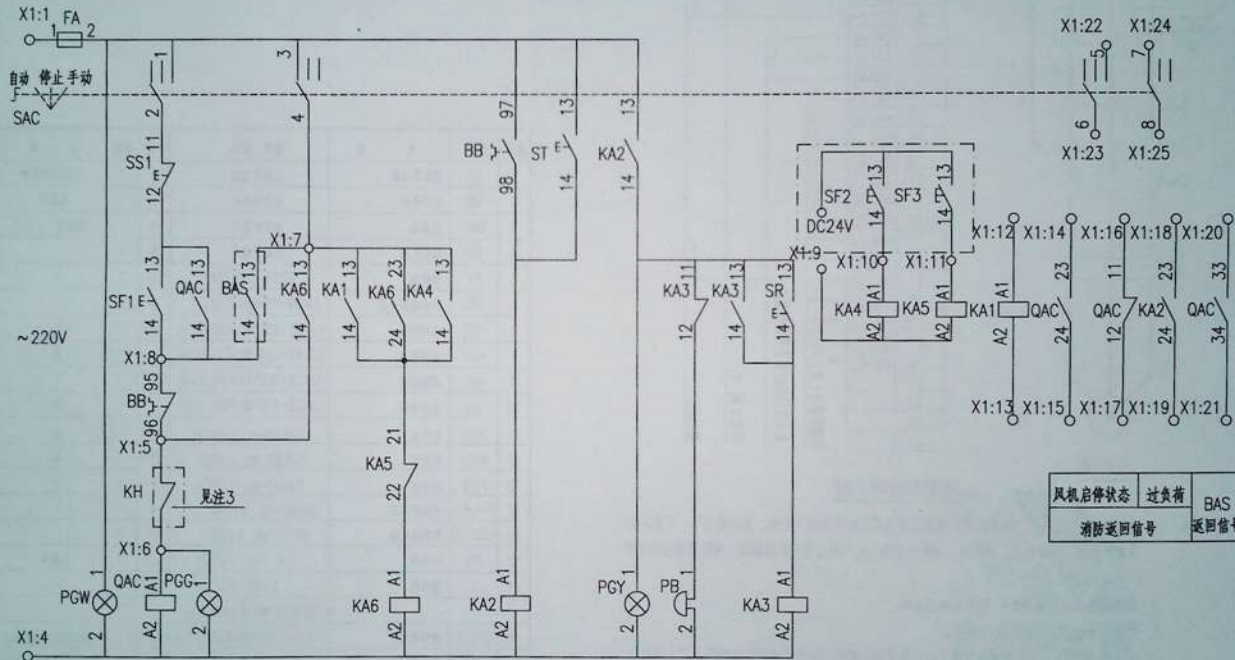 X1:1
FA
1 2
X1:22
X1:24
1
3
5
7
自动 停止 手动
SAC
2
4
6
8
X1:23
X1:25
11
SS1
E
12
97
BB
98
13
ST E
14
13
KA2
14
13
SF2
E
14
13
SF3
E
14
DC24V
X1:7
X1:9
X1:10
X1:11
X1:12
X1:14
X1:16
X1:18
X1:20
13
SF1 E
14
13
QAC
14
13
BAS
14
13
KA6
14
13
KA1
14
23
KA6
24
13
KA4
14
11
KA3
12
13
KA3
14
13
SR
E
14
A1
KA4
A2
A1
KA5
A2
A1
KA1
A2
23
QAC
24
11
QAC
12
23
KA2
24
33
QAC
34
~220V
X1:8
95
BB
96
X1:5
X1:13
X1:15
X1:17
X1:19
X1:21
21
KA5
22
KH
见注3
X1:6
风机启停状态 过负荷 BAS
消防返回信号 返回信号
1
PGW
2
A1
QAC
A2
1
PGG
2
A1
KA6
A2
A1
KA2
A2
1
PGY
2
1
PB
2
A1
KA3
A2
X1:4